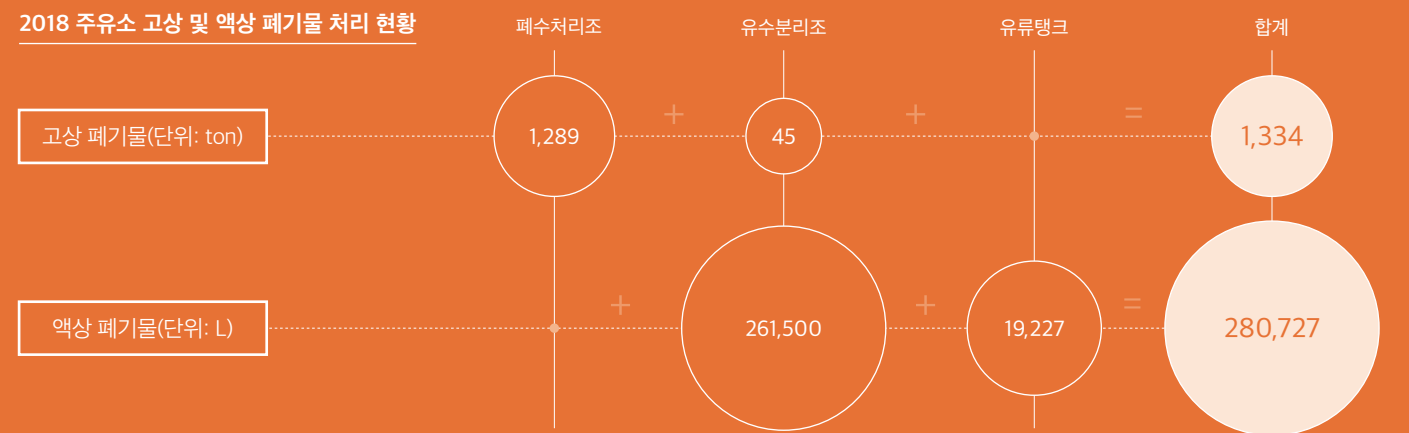 2018 주유소 고상 및 액상 폐기물 처리 현황
폐수처리조 유수분리조 유류탱크 합계
고상 폐기물(단위: ton) 1,289 + 45 + = 1,334
액상 폐기물(단위: L) + 261,500 + 19,227 = 280,727